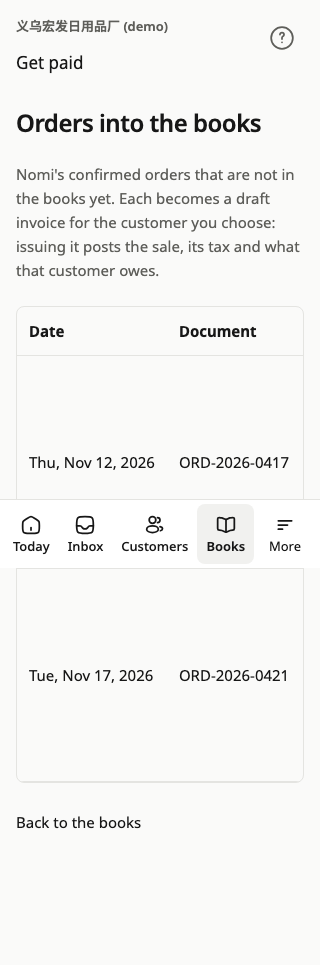 义乌宏发日用品厂 (demo)
Get paid
Orders into the books
Nomi's confirmed orders that are not in
the books yet. Each becomes a draft
invoice for the customer you choose:
issuing it posts the sale, its tax and what
that customer owes.
Date Document
Thu, Nov 12, 2026 ORD-2026-0417
Today Inbox Customers Books More
Tue, Nov 17, 2026 ORD-2026-0421
Back to the books